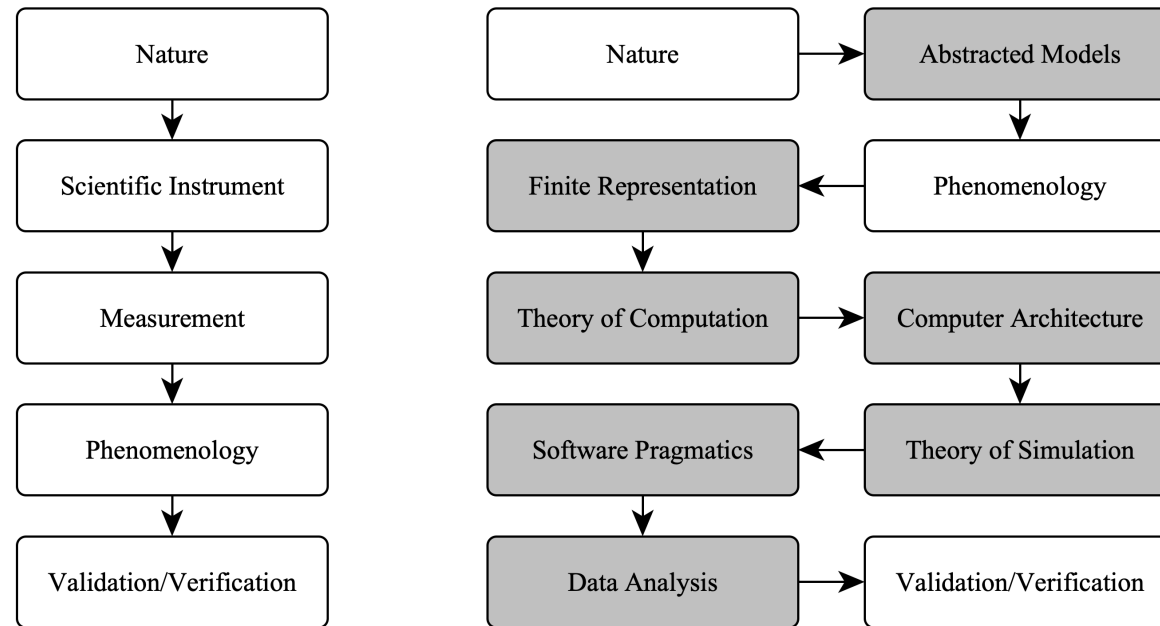 Nature
Scientific Instrument
Measurement
Phenomenology
Validation/Verification
Nature
Abstracted Models
Phenomenology
Finite Representation
Theory of Computation
Computer Architecture
Theory of Simulation
Software Pragmatics
Data Analysis
Validation/Verification